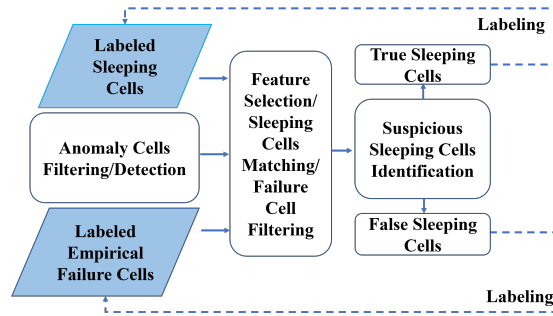 Labeling
Labeled
Sleeping
Cells
Anomaly Cells
Filtering/Detection
Labeled
Empirical
Failure Cells
Feature
Selection/
Sleeping
Cells
Matching/
Failure
Cell
Filtering
True Sleeping
Cells
Suspicious
Sleeping Cells
Identification
False Sleeping
Cells
Labeling